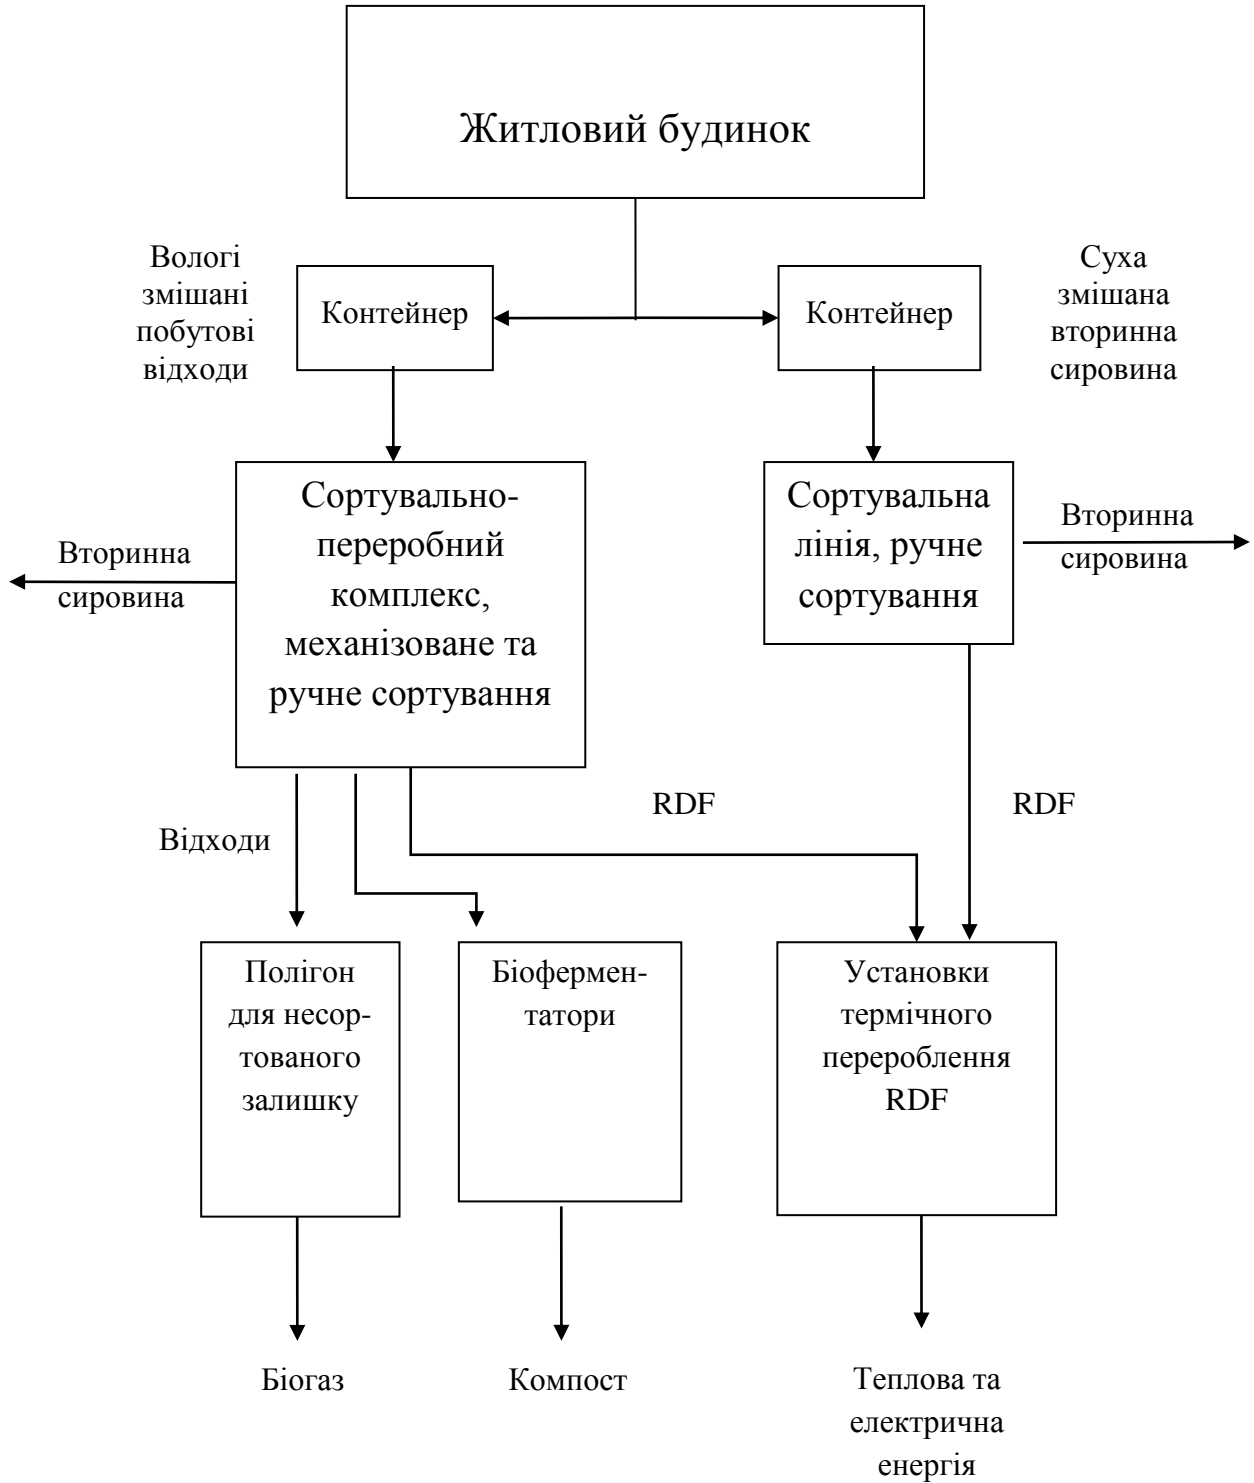 Житловий будинок
Вологі
змішані
побутові
відходи
Контейнер
Контейнер
Суха
змішана
вторинна
сировина
Сортувально-
переробний
комплекс,
механізоване та
ручне сортування
Сортувальна
лінія, ручне
сортування
Вторинна
сировина
Вторинна
сировина
Відходи
RDF
RDF
Полігон
для несор-
тованого
залишку
Біофермен-
татори
Установки
термічного
перероблення
RDF
Біогаз
Компост
Теплова та
електрична
енергія